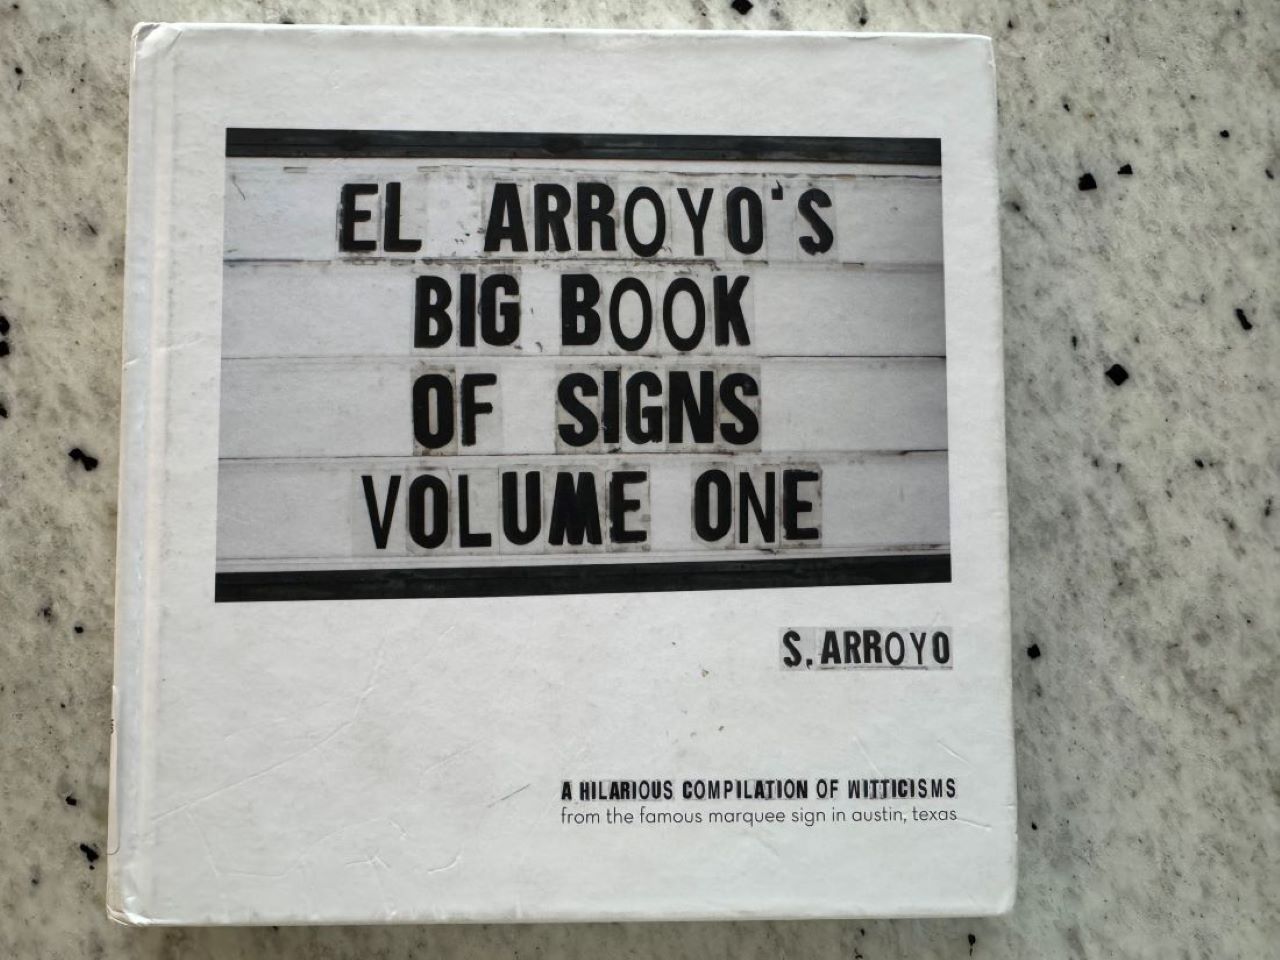 EL ARROYO'S
BIG BOOK
OF SIGNS
VOLUME ONE
S. ARROYO
A HILARIOUS COMPILATION OF WITTICISMS
from the famous marquee sign in austin, texas